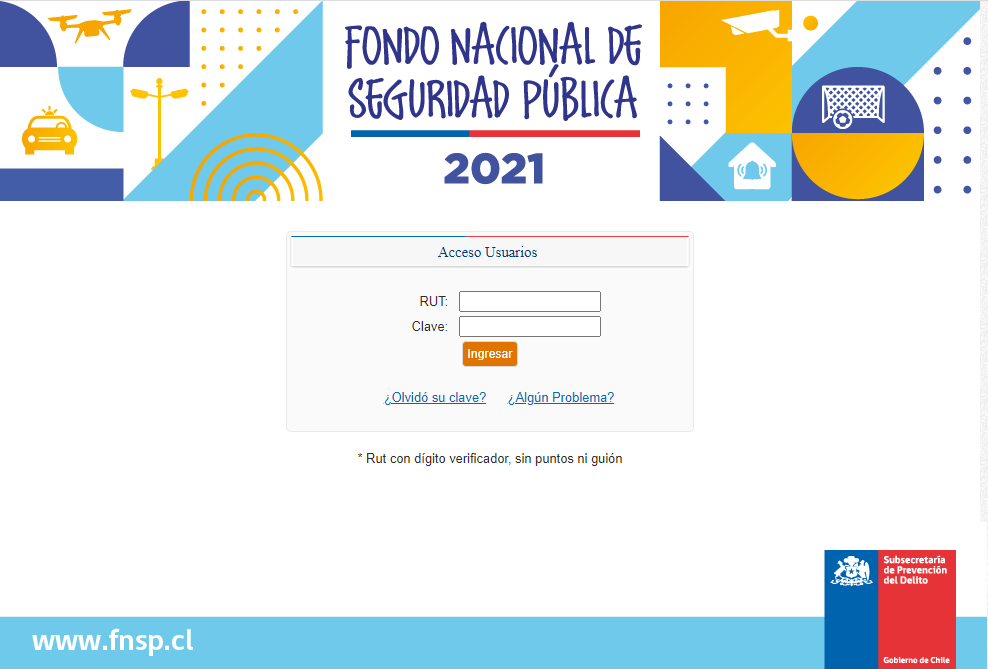 FONDO NACIONAL DE
SEGURIDAD PÚBLICA
2021
Acceso Usuarios
RUT:
Clave:
Ingresar
¿Olvidó su clave? ¿Algún Problema?
* Rut con dígito verificador, sin puntos ni guión
Subsecretaría
de Prevención
del Delito
www.fnsp.cl
Gobierno de Chile